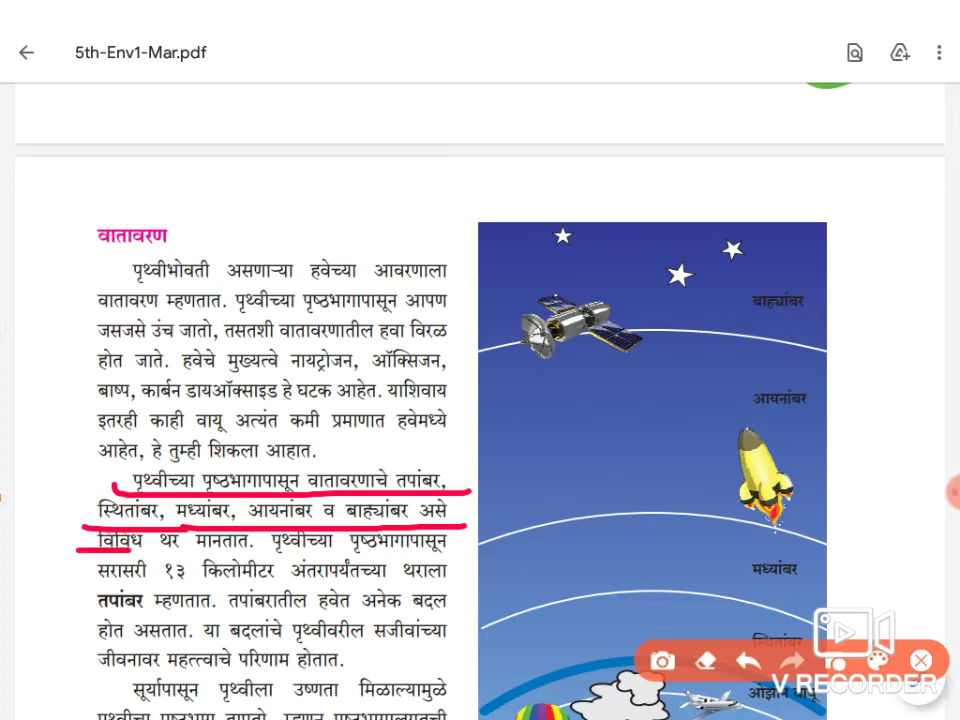 5th-Env1-Mar.pdf
वातावरण
पृथ्वीभोवती असणाऱ्या हवेच्या आवरणाला
वातावरण म्हणतात. पृथ्वीच्या पृष्ठभागापासून आपण
जसजसे उंच जातो, तसतशी वातावरणातील हवा विरळ
होत जाते. हवेचे मुख्यत्वे नायट्रोजन, ऑक्सिजन,
बाष्प, कार्बन डायऑक्साइड हे घटक आहेत. याशिवाय
इतरही काही वायू अत्यंत कमी प्रमाणात हवेमध्ये
आहेत, हे तुम्ही शिकला आहात.
पृथ्वीच्या पृष्ठभागापासून वातावरणाचे तपांबर,
स्थितांबर, मध्यांबर, आयनांबर व बाह्यांबर असे
विविध थर मानतात. पृथ्वीच्या पृष्ठभागापासून
सरासरी १३ किलोमीटर अंतरापर्यंतच्या थराला
तपांबर म्हणतात. तपांबरातील हवेत अनेक बदल
होत असतात. या बदलांचे पृथ्वीवरील सजीवांच्या
जीवनावर महत्त्वाचे परिणाम होतात.
सूर्यापासून पृथ्वीला उष्णता मिळाल्यामुळे
बाह्यांबर
आयनांबर
मध्यांबर
स्थितांबर
V RECORDER